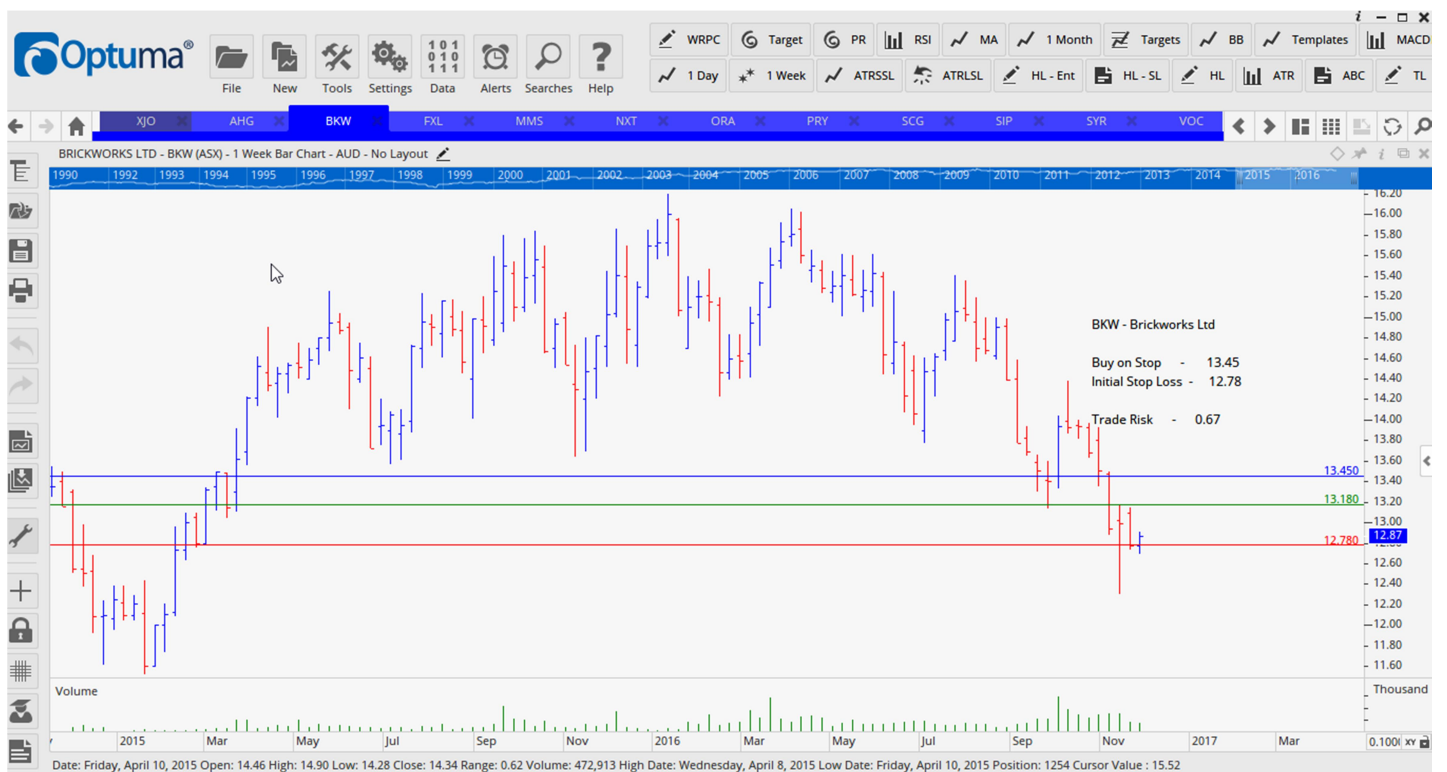 i
Optuma®
File
New
Tools
Settings
101
010
111
Data
Alerts
Searches
?
Help
WRPC
Target
PR
RSI
MA
1 Month
Targets
BB
Templates
MACD
1 Day
1 Week
ATRSSL
ATRLSL
HL - Ent
HL - SL
HL
ATR
ABC
TL
XJO
AHG
BKW
FXL
MMS
NXT
ORA
PRY
SCG
SIP
SYR
VOC
BRICKWORKS LTD - BKW (ASX) - 1 Week Bar Chart - AUD - No Layout
1990 1992 1993 1994 1995 1996 1997 1998 1999 2000 2001 2002 2003 2004 2005 2006 2007 2008 2009 2010 2011 2012 2013 2014 2015 2016
16.20
16.00
15.80
15.60
15.40
15.20
15.00
14.80
14.60
14.40
14.20
14.00
13.80
13.60
13.40
13.20
13.00
12.87
12.60
12.40
12.20
12.00
11.80
11.60
BKW - Brickworks Ltd
Buy on Stop - 13.45
Initial Stop Loss - 12.78
Trade Risk - 0.67
13.450
13.180
12.780
Volume
Thousand
2015 Mar May Jul Sep Nov 2016 Mar May Jul Sep Nov 2017 Mar
XY
Date: Friday, April 10, 2015 Open: 14.46 High: 14.90 Low: 14.28 Close: 14.34 Range: 0.62 Volume: 472,913 High Date: Wednesday, April 8, 2015 Low Date: Friday, April 10, 2015 Position: 1254 Cursor Value : 15.52